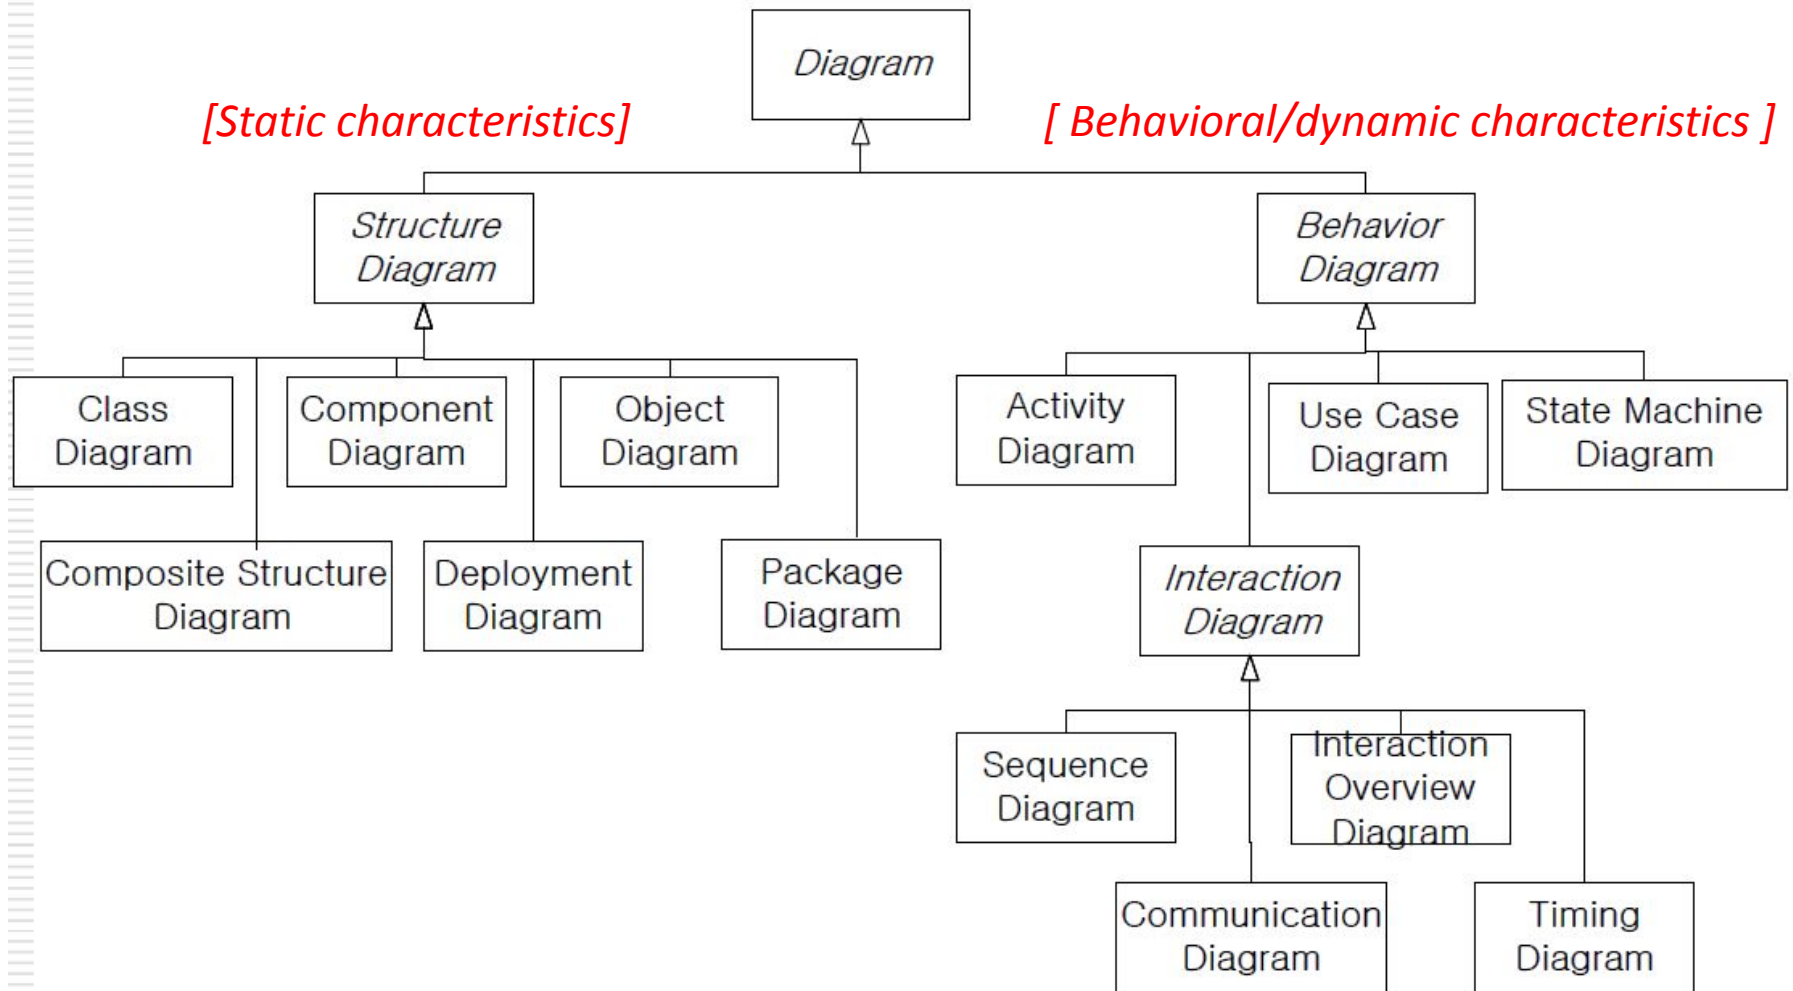 Diagram
[Static characteristics]
[ Behavioral/dynamic characteristics ]
Structure
Diagram
Behavior
Diagram
Class
Diagram
Component
Diagram
Object
Diagram
Activity
Diagram
Use Case
Diagram
State Machine
Diagram
Composite Structure
Diagram
Deployment
Diagram
Package
Diagram
Interaction
Diagram
Sequence
Diagram
Interaction
Overview
Diagram
Communication
Diagram
Timing
Diagram